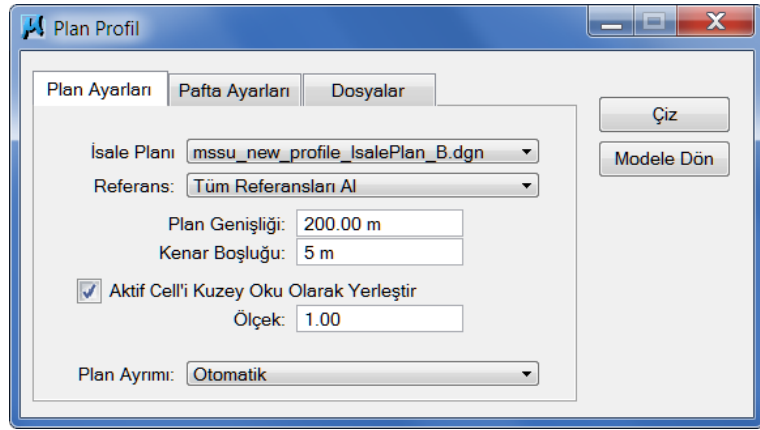 Plan Profil
Plan Ayarları Pafta Ayarları Dosyalar
İsale Planı mssu_new_profile_IsalePlan_B.dgn
Referans: Tüm Referansları Al
Plan Genişliği: 200.00 m
Kenar Boşluğu: 5 m
Aktif Cell'i Kuzey Oku Olarak Yerleştir
Ölçek: 1.00
Plan Ayrımı: Otomatik
Çiz
Modele Dön